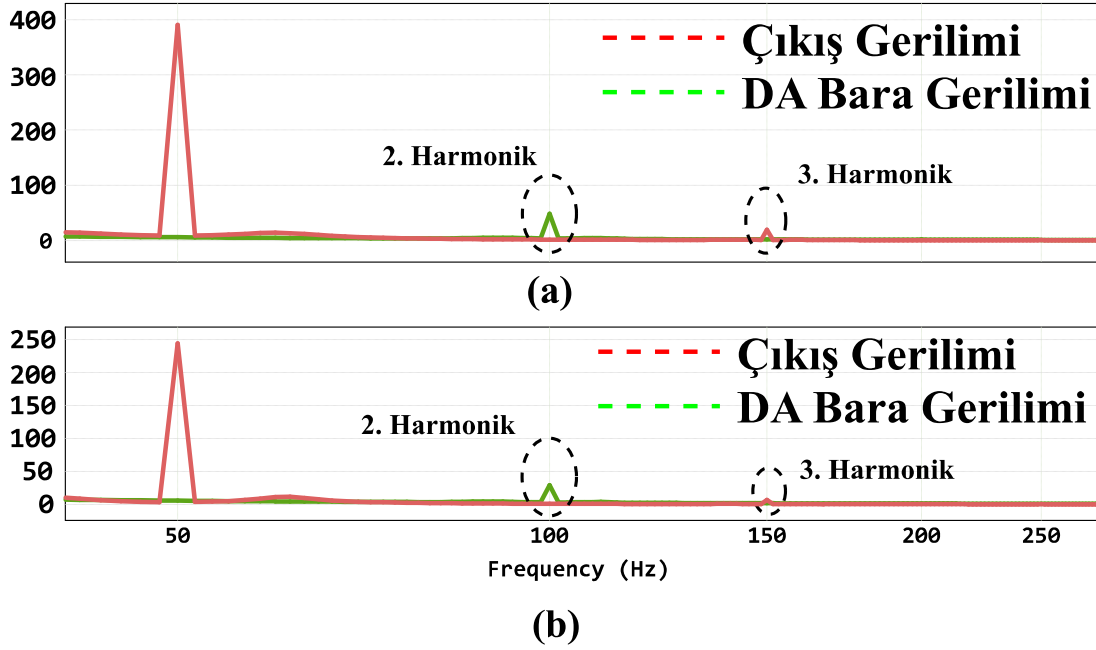 400
Çıkış Gerilimi
300
DA Bara Gerilimi
200
2. Harmonik
3. Harmonik
100
0
(a)
250
Çıkış Gerilimi
200
150
DA Bara Gerilimi
100
2. Harmonik
3. Harmonik
50
0
50 100 150 200 250
Frequency (Hz)
(b)